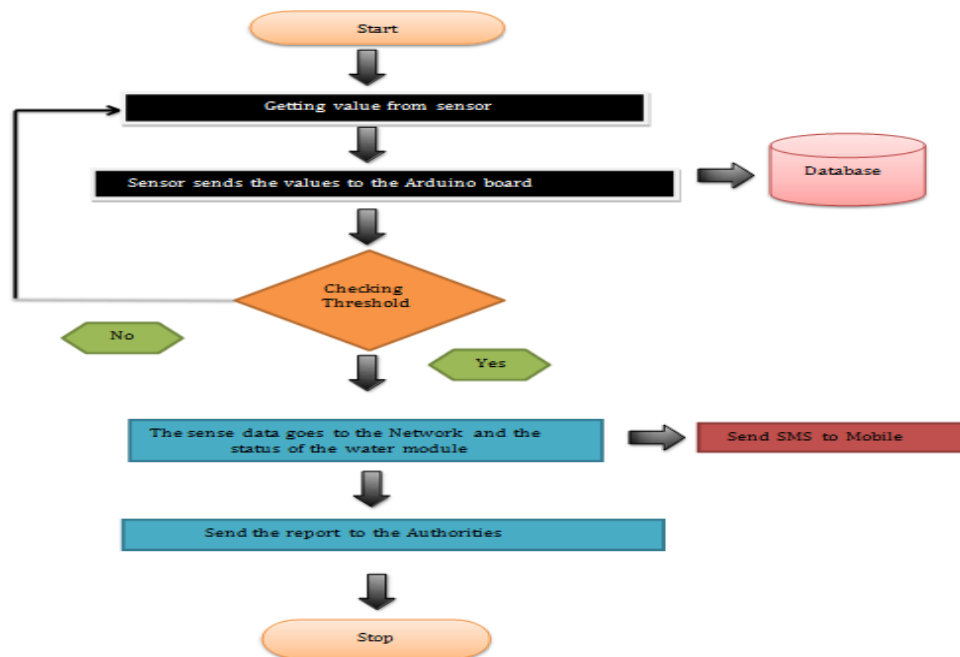 Start
Getting value from sensor
Sensor sends the values to the Arduino board
Database
Checking
Threshold
No
Yes
The sense data goes to the Network and the
status of the water module
Send SMS to Mobile
Send the report to the Authorities
Stop